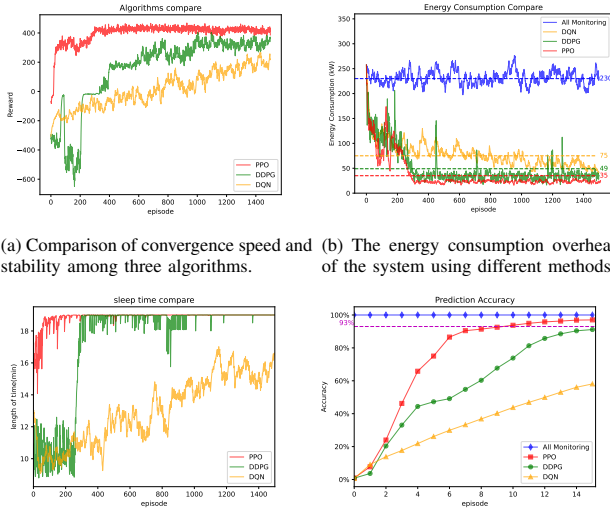 Algorithms compare
400
200
0
−200
−400
−600
Reward
0 200 400 600 800 1000 1200 1400
episode
PPO
DDPG
DQN
Energy Consumption Compare
350
300
250
200
150
100
50
0
Energy Consumption (kW)
0 200 400 600 800 1000 1200 1400
episode
All Monitoring
DQN
DDPG
PPO
230
75
49
35
(a) Comparison of convergence speed and
stability among three algorithms.
(b) The energy consumption overhea
of the system using different methods
sleep time compare
18
16
14
12
10
length of time(min)
0 200 400 600 800 1000 1200 1400
episode
PPO
DDPG
DQN
Prediction Accuracy
100%
93%
80%
60%
40%
20%
0%
Accuracy
0 2 4 6 8 10 12 14
episode
All Monitoring
PPO
DDPG
DQN